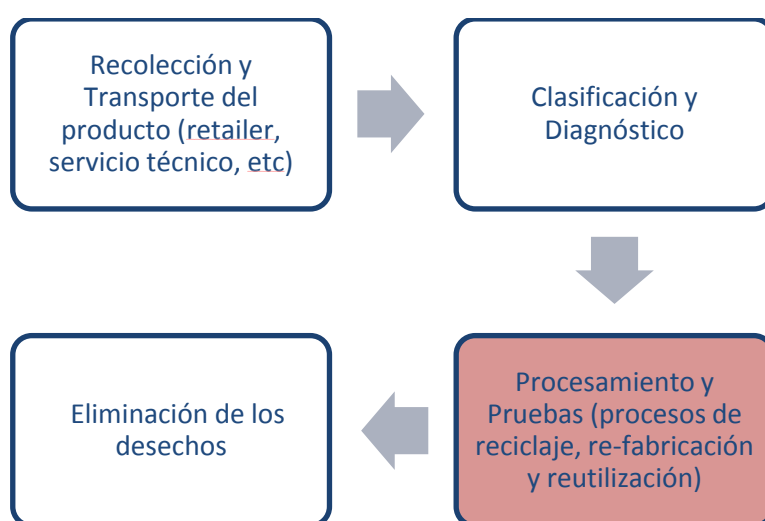 Recolección y
Transporte del
producto (retailer,
servicio técnico, etc)
Clasificación y
Diagnóstico
Procesamiento y
Pruebas (procesos de
reciclaje, re-fabricación
y reutilización)
Eliminación de los
desechos